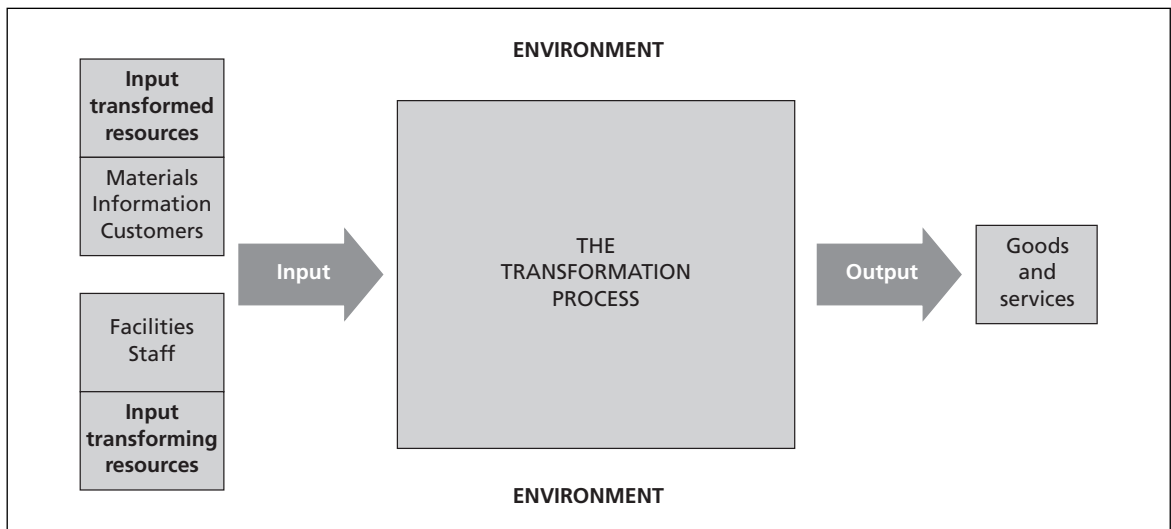 ENVIRONMENT
Input
transformed
resources
Materials
Information
Customers
Facilities
Staff
Input
transforming
resources
Input
THE
TRANSFORMATION
PROCESS
Output
Goods
and
services
ENVIRONMENT